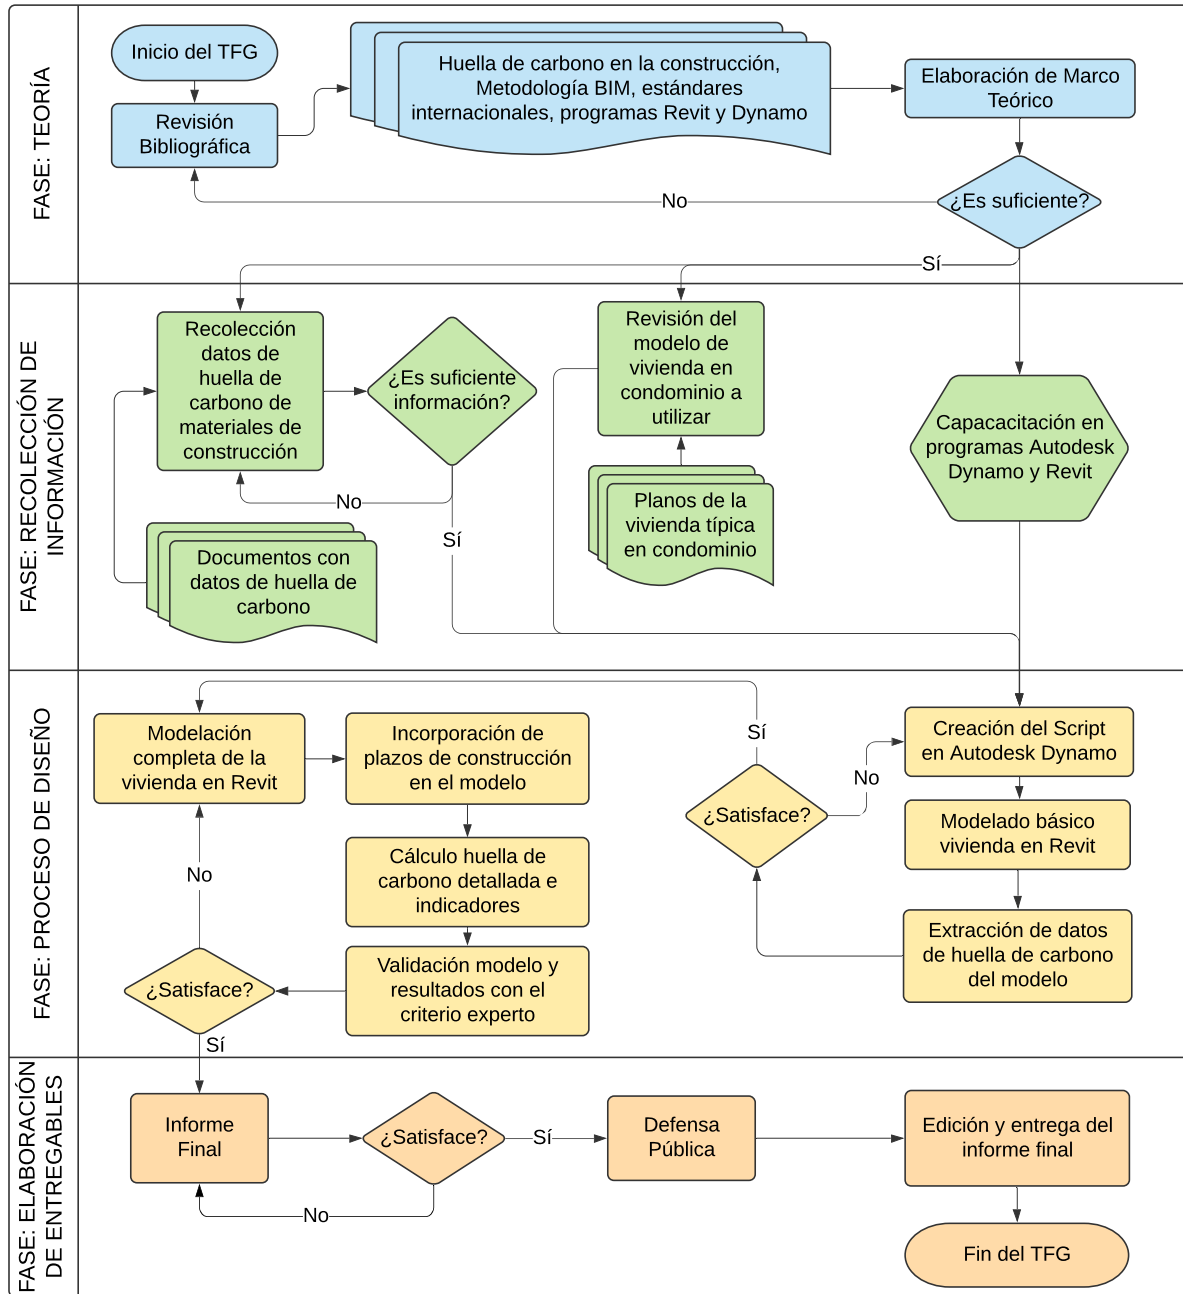 FASE: TEORÍA
Inicio del TFG
Revisión
Bibliográfica
Huella de carbono en la construcción,
Metodología BIM, estándares
internacionales, programas Revit y Dynamo
Elaboración de Marco
Teórico
¿Es suficiente?
No
Sí
FASE: RECOLECCIÓN DE
INFORMACIÓN
Recolección
datos de
huella de
carbono de
materiales de
construcción
¿Es suficiente
información?
No
Sí
Documentos con
datos de huella de
carbono
Revisión del
modelo de
vivienda en
condominio a
utilizar
Planos de la
vivienda típica
en condominio
Capacacitación en
programas Autodesk
Dynamo y Revit
FASE: PROCESO DE DISEÑO
Modelación
completa de la
vivienda en Revit
Incorporación de
plazos de construcción
en el modelo
Cálculo huella de
carbono detallada e
indicadores
Validación modelo y
resultados con el
criterio experto
¿Satisface?
No
Sí
Sí
¿Satisface?
No
Creación del Script
en Autodesk Dynamo
Modelado básico
vivienda en Revit
Extracción de datos
de huella de carbono
del modelo
FASE: ELABORACIÓN
DE ENTREGABLES
Informe
Final
¿Satisface?
No
Sí
Defensa
Pública
Edición y entrega del
informe final
Fin del TFG